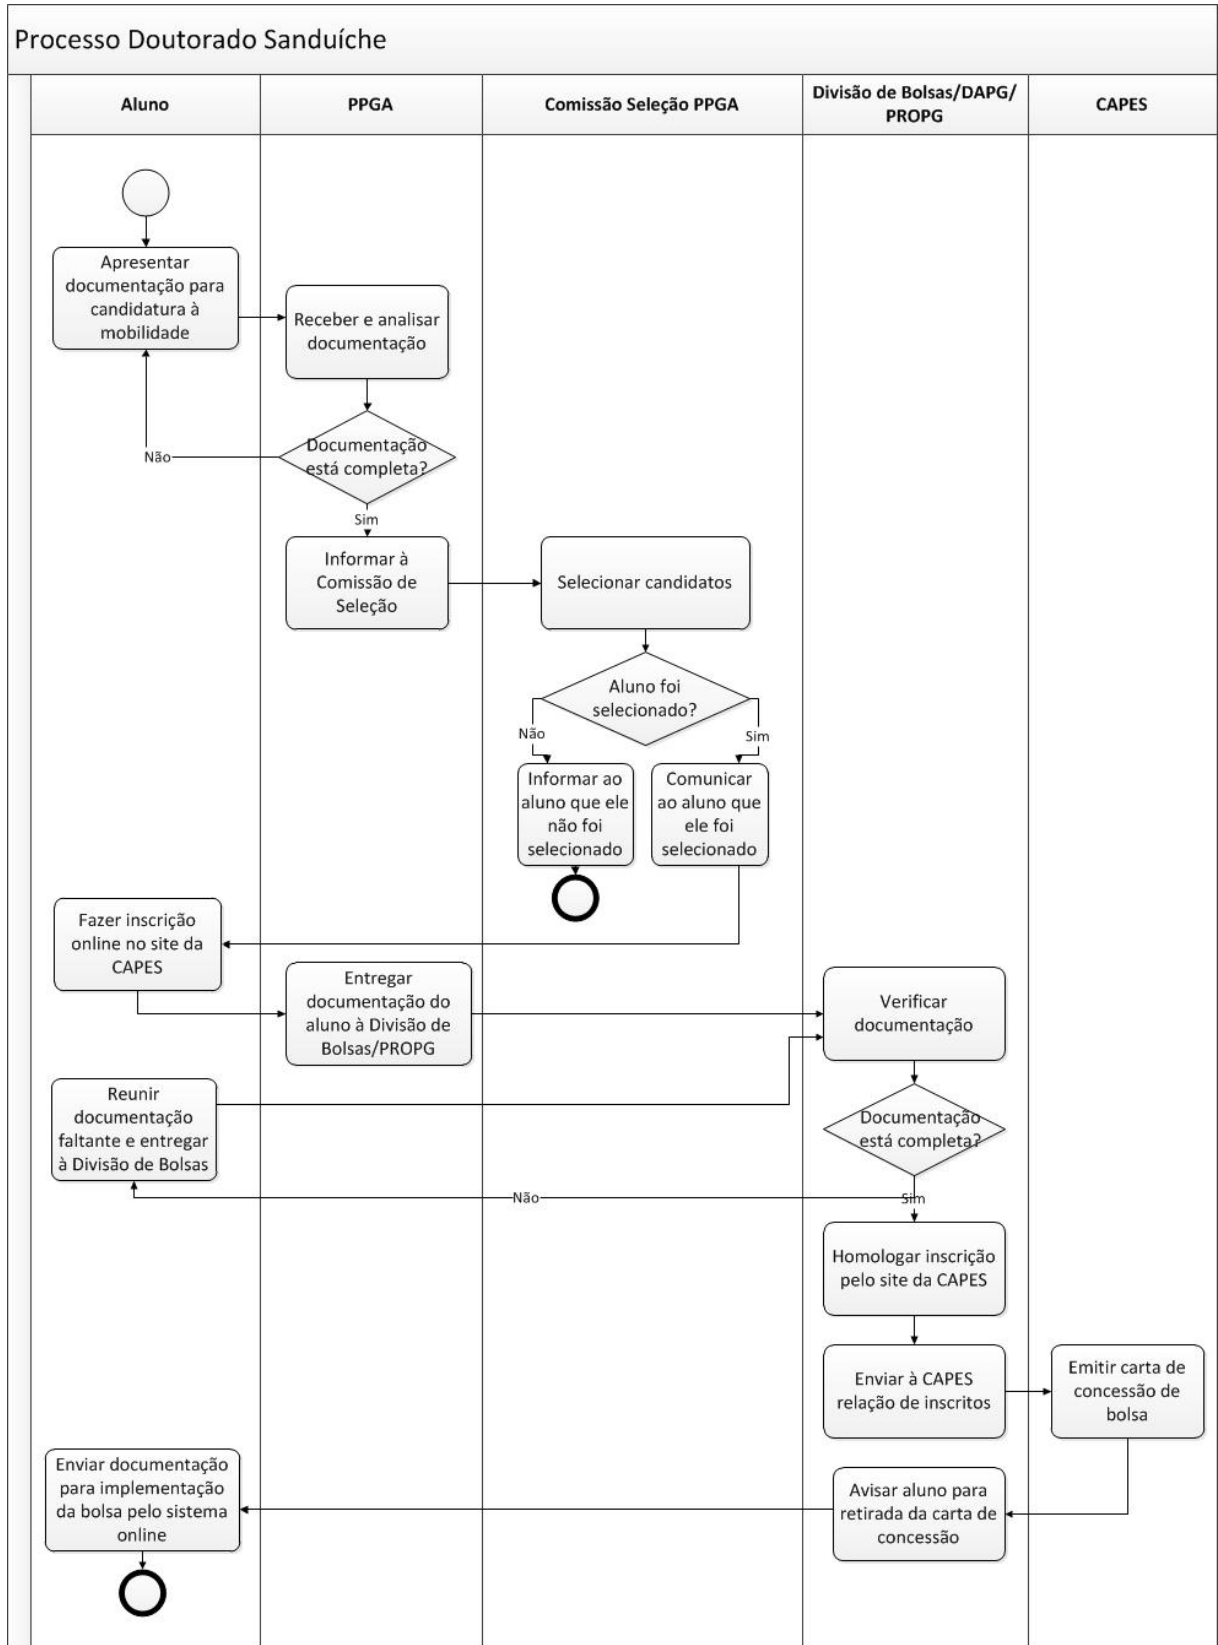 Processo Doutorado Sanduíche
Aluno
PPGA
Comissão Seleção PPGA
Divisão de Bolsas/DAPG/
PROPG
CAPES
Apresentar
documentação para
candidatura à
mobilidade
Receber e analisar
documentação
Documentação
está completa?
Não
Sim
Informar à
Comissão de
Seleção
Selecionar candidatos
Aluno foi
selecionado?
Não
Sim
Informar ao
aluno que ele
não foi
selecionado
Comunicar
ao aluno que
ele foi
selecionado
Fazer inscrição
online no site da
CAPES
Entregar
documentação do
aluno à Divisão de
Bolsas/PROPG
Verificar
documentação
Reunir
documentação
faltante e entregar
à Divisão de Bolsas
Documentação
está completa?
Não
Sim
Homologar inscrição
pelo site da CAPES
Enviar à CAPES
relação de inscritos
Emitir carta de
concessão de
bolsa
Avisar aluno para
retirada da carta de
concessão
Enviar documentação
para implementação
da bolsa pelo sistema
online